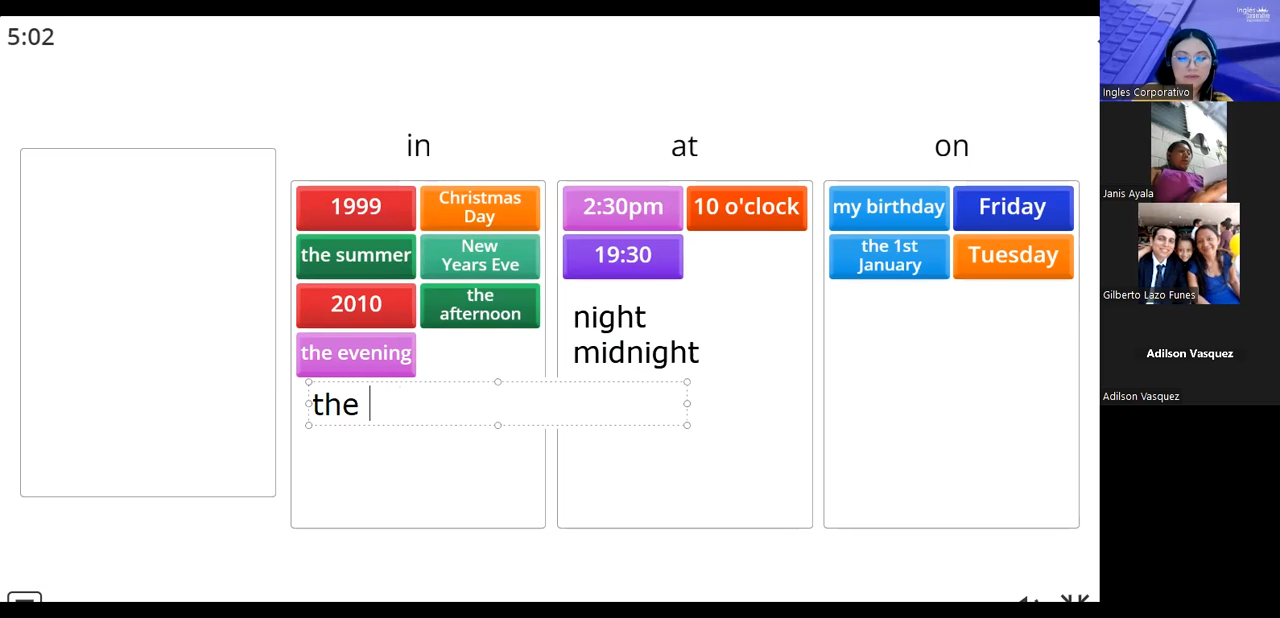 5:02
in
at
on
1999
Christmas
Day
the summer
New
Years Eve
2010
the
afternoon
the evening
the
2:30pm
10 o'clock
19:30
night
midnight
my birthday
Friday
the 1st
January
Tuesday
Ingles Corporativo
Janis Ayala
Gilberto Lazo Funes
Adilson Vasquez
Adilson Vasquez